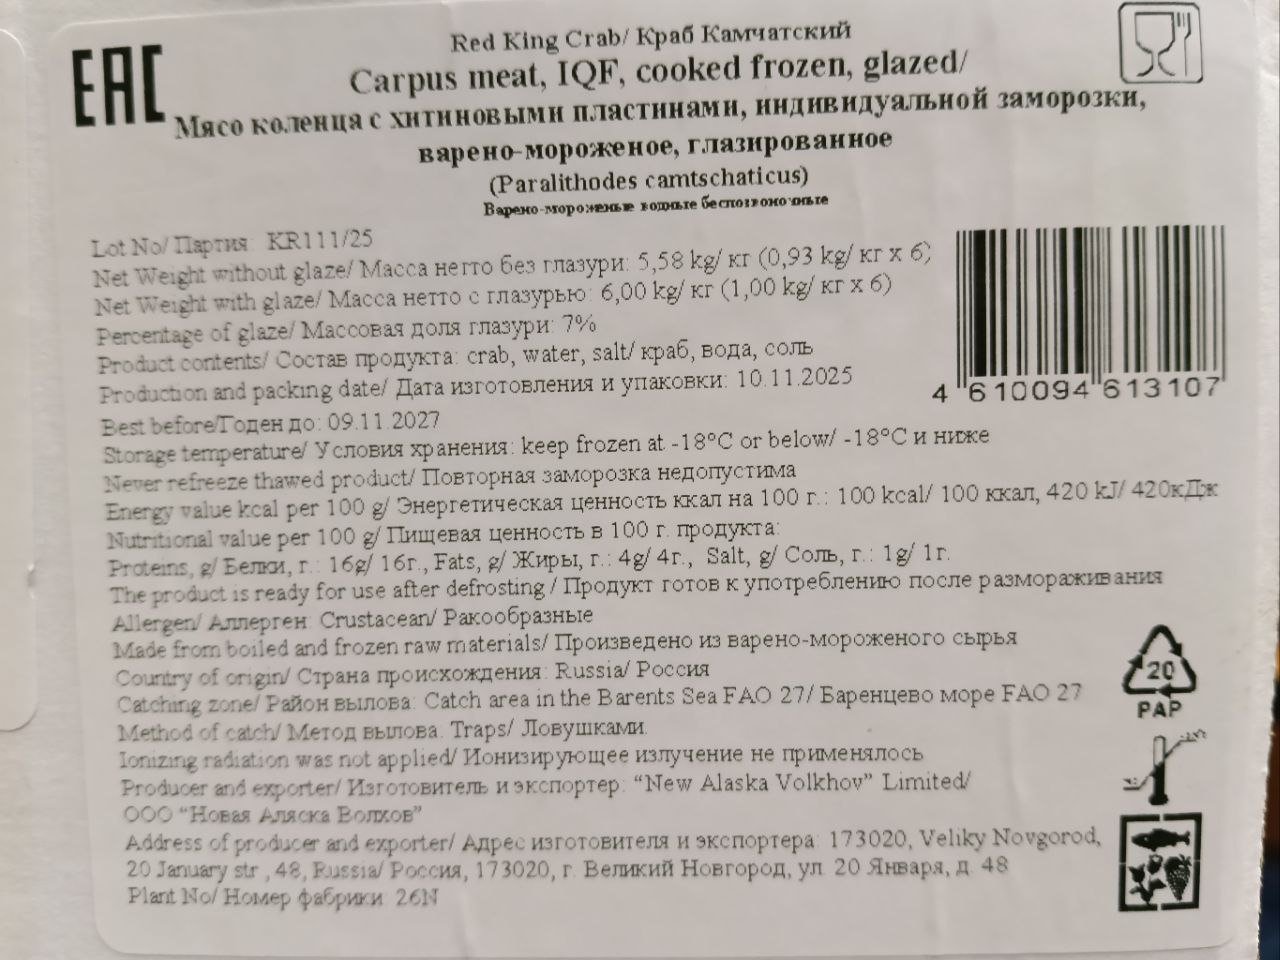 EAC
Red King Crab/ Краб Камчатский
Carpus meat, IQF, cooked frozen, glazed/
Мясо коленца с хитиновыми пластинами, индивидуальной заморозки,
варено-мороженое, глазированное
(Paralithodes camtschaticus)
Варено-мороженые водные беспозвоночные
Lot No/ Партия: KR111/25
Net Weight without glaze/ Масса нетто без глазури: 5,58 kg/ кг (0,93 kg/ кг х 6)
Net Weight with glaze/ Масса нетто с глазурью: 6,00 kg/ кг (1,00 kg/ кг х 6)
Percentage of glaze/ Массовая доля глазури: 7%
Product contents/ Состав продукта: crab, water, salt/ краб, вода, соль
Production and packing date/ Дата изготовления и упаковки: 10.11.2025
4 610094 613107
Best before/Годен до: 09.11.2027
Storage temperature/ Условия хранения: keep frozen at -18°C or below/ -18°C и ниже
Never refreeze thawed product/ Повторная заморозка недопустима
Energy value kcal per 100 g/ Энергетическая ценность ккал на 100 г.: 100 kcal/ 100 ккал, 420 kJ/ 420кДж
Nutritional value per 100 g/ Пищевая ценность в 100 г. продукта:
Proteins, g/ Белки, г.: 16g/ 16г., Fats, g/ Жиры, г.: 4g/ 4г., Salt, g/ Соль, г.: 1g/ 1г.
The product is ready for use after defrosting / Продукт готов к употреблению после размораживания
Allergen/ Аллерген: Crustacean/ Ракообразные
Made from boiled and frozen raw materials/ Произведено из варено-мороженого сырья
Country of origin/ Страна происхождения: Russia/ Россия
Catching zone/ Район вылова: Catch area in the Barents Sea FAO 27/ Баренцево море FAO 27
Method of catch/ Метод вылова: Traps/ Ловушками.
Ionizing radiation was not applied/ Ионизирующее излучение не применялось
Producer and exporter/ Изготовитель и экспортер: “New Alaska Volkhov” Limited/
ООО “Новая Аляска Волхов”
Address of producer and exporter/ Адрес изготовителя и экспортера: 173020, Veliky Novgorod,
20 January str., 48, Russia/ Россия, 173020, г. Великий Новгород, ул. 20 Января, д. 48
Plant No/ Номер фабрики: 26N
20
PAP